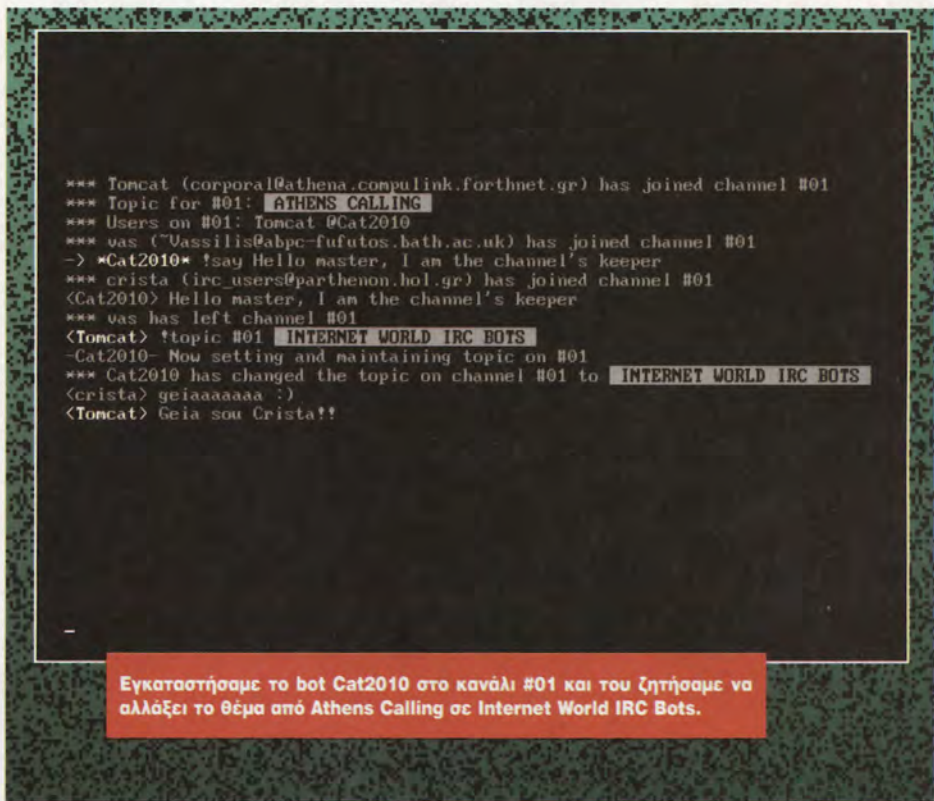 *** Tomcat (corporal@athena.compulink.forthnet.gr) has joined channel #01
*** Topic for #01: ATHENS CALLING
*** Users on #01: Tomcat @Cat2010
*** vas (~Vassilis@abpc-fufutos.bath.ac.uk) has joined channel #01
-> *Cat2010* !say Hello master, I am the channel's keeper
*** crista (irc_users@parthenon.hol.gr) has joined channel #01
<Cat2010> Hello master, I am the channel's keeper
*** vas has left channel #01
<Tomcat> !topic #01 INTERNET WORLD IRC BOTS
-Cat2010- Now setting and maintaining topic on #01
*** Cat2010 has changed the topic on channel #01 to INTERNET WORLD IRC BOTS
<crista> geiaaaaaaa :)
<Tomcat> Geia sou Crista!!
Εγκαταστήσαμε το bot Cat2010 στο κανάλι #01 και του ζητήσαμε να
αλλάξει το θέμα από Athens Calling σε Internet World IRC Bots.